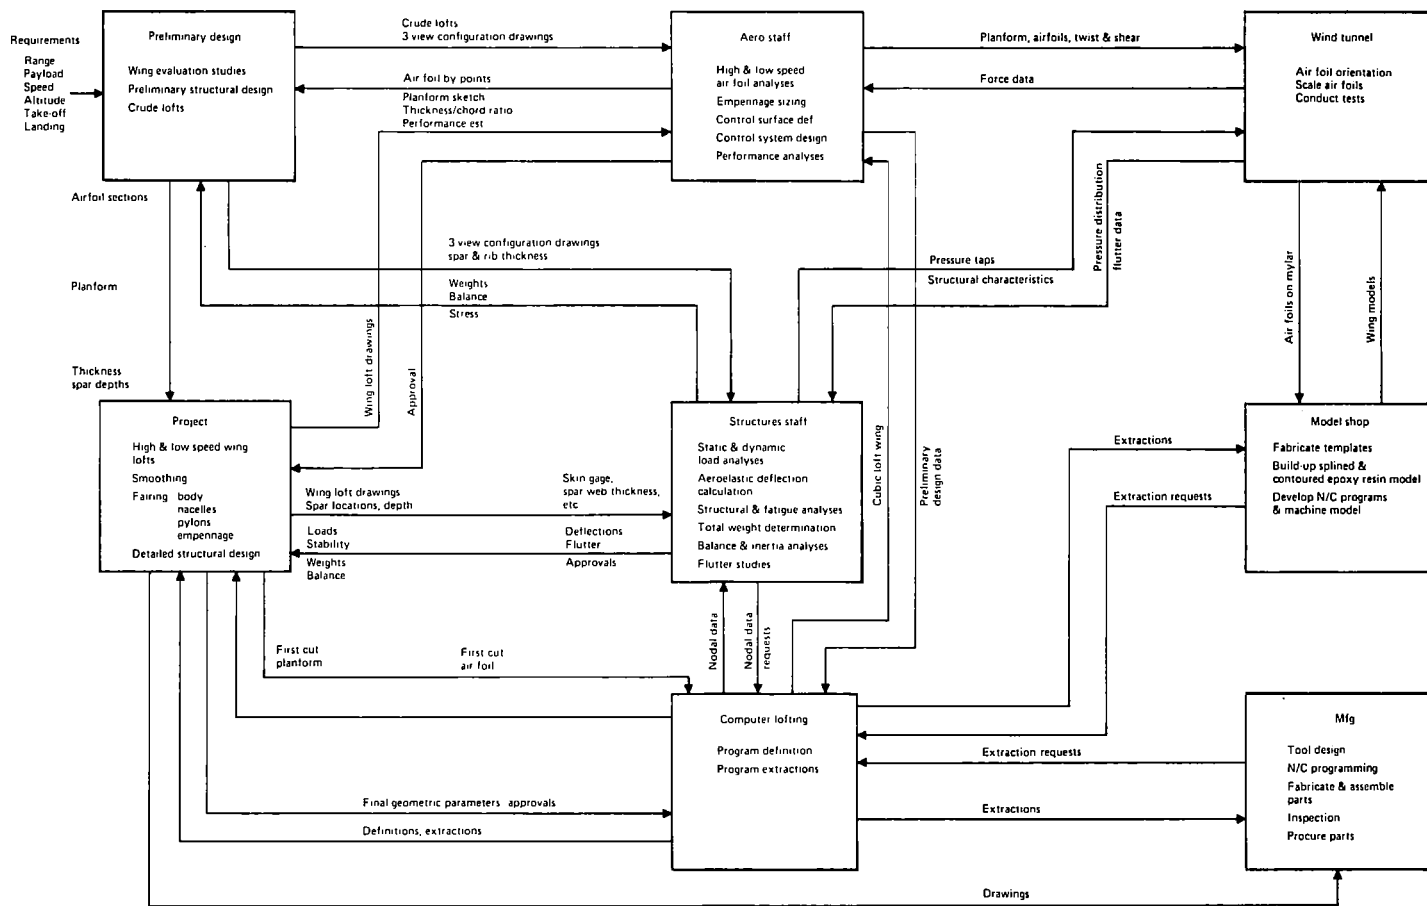 Requirements
Range
Payload
Speed
Altitude
Take-off
Landing
Preliminary design
Wing evaluation studies
Preliminary structural design
Crude lofts
Crude lofts
3 view configuration drawings
Air foil by points
Planform sketch
Thickness/chord ratio
Performance est
Aero staff
High & low speed
air foil analyses
Empennage sizing
Control surface def
Control system design
Performance analyses
Planform, airfoils, twist & shear
Force data
Wind tunnel
Air foil orientation
Scale air foils
Conduct tests
Airfoil sections
Planform
Thickness
spar depths
3 view configuration drawings
spar & rib thickness
Weights
Balance
Stress
Wing loft drawings
Approval
Pressure taps
Structural characteristics
Pressure distribution
flutter data
Air foils on mylar
Wing models
Project
High & low speed wing
lofts
Smoothing
Fairing body
nacelles
pylons
empennage
Detailed structural design
Wing loft drawings
Spar locations, depth
Skin gage,
spar web thickness,
etc
Loads
Stability
Weights
Balance
Deflections
Flutter
Approvals
Structures staff
Static & dynamic
load analyses
Aeroelastic deflection
calculation
Structural & fatigue analyses
Total weight determination
Balance & inertia analyses
Flutter studies
Cubic loft wing
Preliminary
design data
Extractions
Extraction requests
Model shop
Fabricate templates
Build-up splined &
contoured epoxy resin model
Develop N/C programs
& machine model
First cut
planform
First cut
air foil
Nodal data
Nodal data
requests
Computer lofting
Program definition
Program extractions
Final geometric parameters approvals
Definitions, extractions
Extraction requests
Extractions
Mfg
Tool design
N/C programming
Fabricate & assemble
parts
Inspection
Procure parts
Drawings